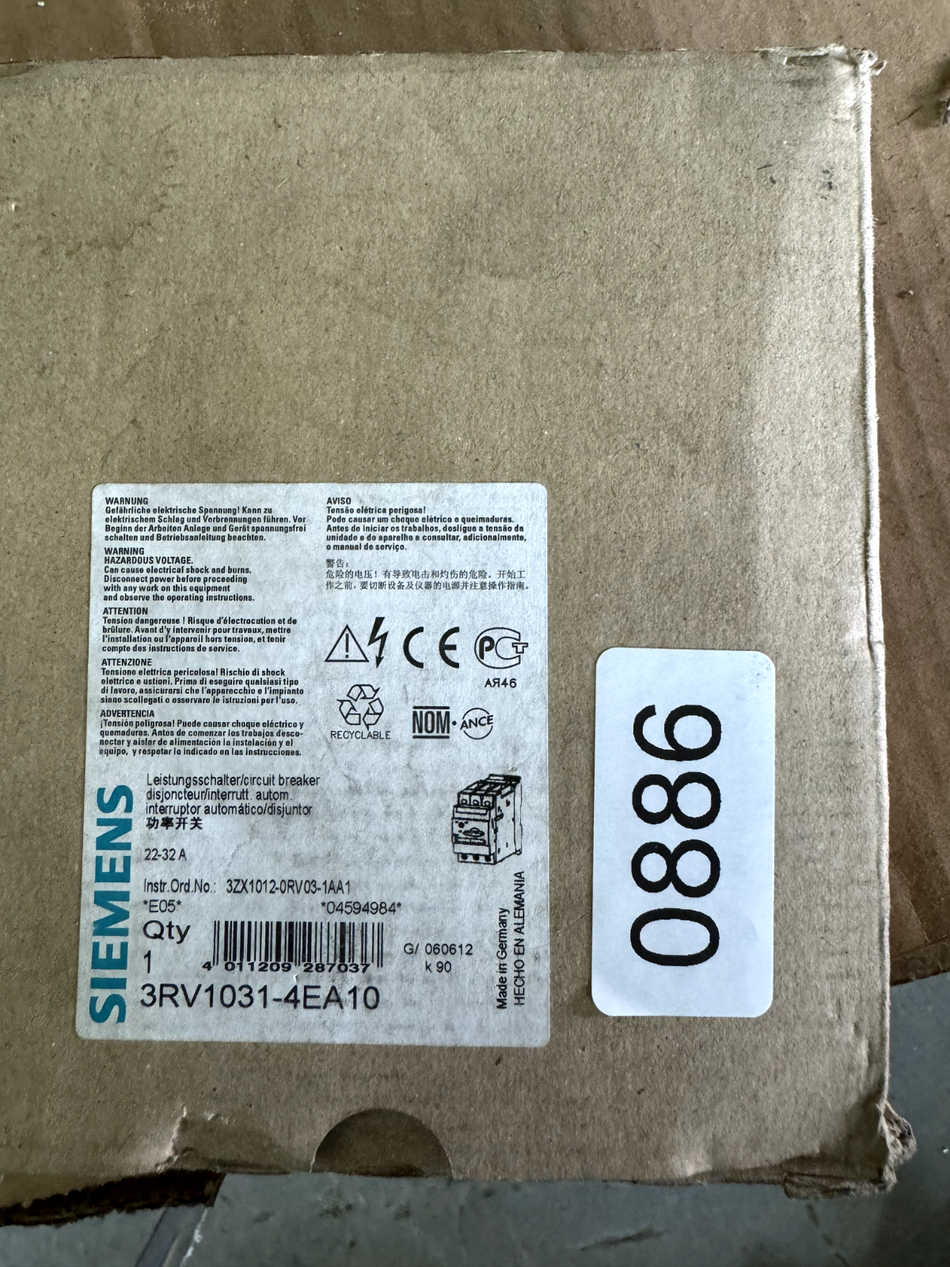 WARNUNG
Gefährliche elektrische Spannung! Kann zu
elektrischem Schlag und Verbrennungen führen. Vor
Beginn der Arbeiten Anlage und Gerät spannungsfrei
schalten und Betriebsanleitung beachten.
WARNING
HAZARDOUS VOLTAGE.
Can cause electrical shock and burns.
Disconnect power before proceeding
with any work on this equipment
and observe the operating instructions.
ATTENTION
Tension dangereuse ! Risque d'électrocution et de
brûlure. Avant d'y intervenir pour travaux, mettre
l'installation ou l'appareil hors tension, et tenir
compte des instructions de service.
ATTENZIONE
Tensione elettrica pericolosa! Rischio di shock
elettrico e ustioni. Prima di eseguire qualsiasi tipo
di lavoro, assicurarsi che l'apparecchio e l'impianto
siano scollegati e osservare le istruzioni per l'uso.
ADVERTENCIA
¡Tensión peligrosa! Puede causar choque eléctrico y
quemaduras. Antes de comenzar los trabajos desco-
nectar y aislar de alimentación la instalación y el
equipo, y respetar lo indicado en las instrucciones.
AVISO
Tensão elétrica perigosa!
Pode causar um choque elétrico e queimaduras.
Antes de iniciar os trabalhos, desligue a tensão da
unidade e do aparelho e consultar, adicionalmente,
o manual de serviço.
警告:
危险的电压!有导致电击和灼伤的危险。开始工
作之前,要切断设备及仪器的电源并注意操作指南。
CE
РСТ
АЯ46
RECYCLABLE
NOM·ANCE
SIEMENS
Leistungsschalter/circuit breaker
disjoncteur/interrutt. autom.
interruptor automático/disjuntor
功率开关
22-32 A
Instr.Ord.No.: 3ZX1012-0RV03-1AA1
*E05* *04594984*
Qty
1
4 011209 287037
G/ 060612
k 90
3RV1031-4EA10
Made in Germany
HECHO EN ALEMANIA
0886